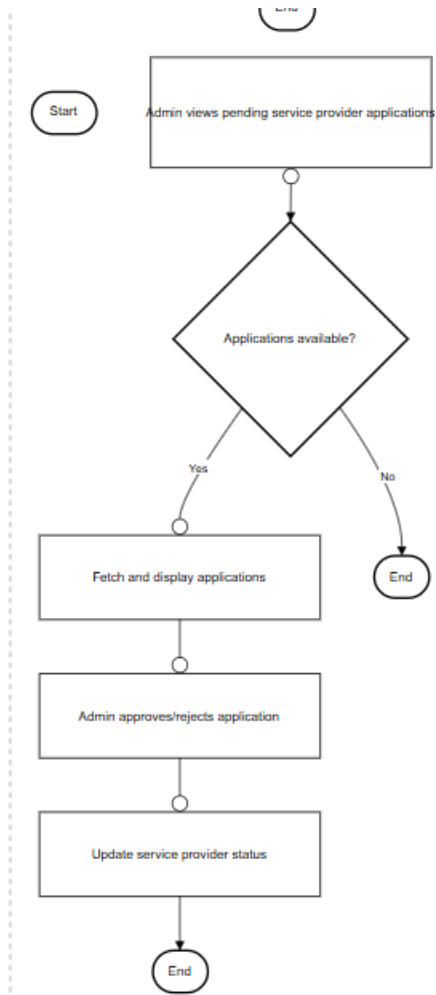 End
Start
Admin views pending service provider applications
Applications available?
Yes
No
Fetch and display applications
End
Admin approves/rejects application
Update service provider status
End